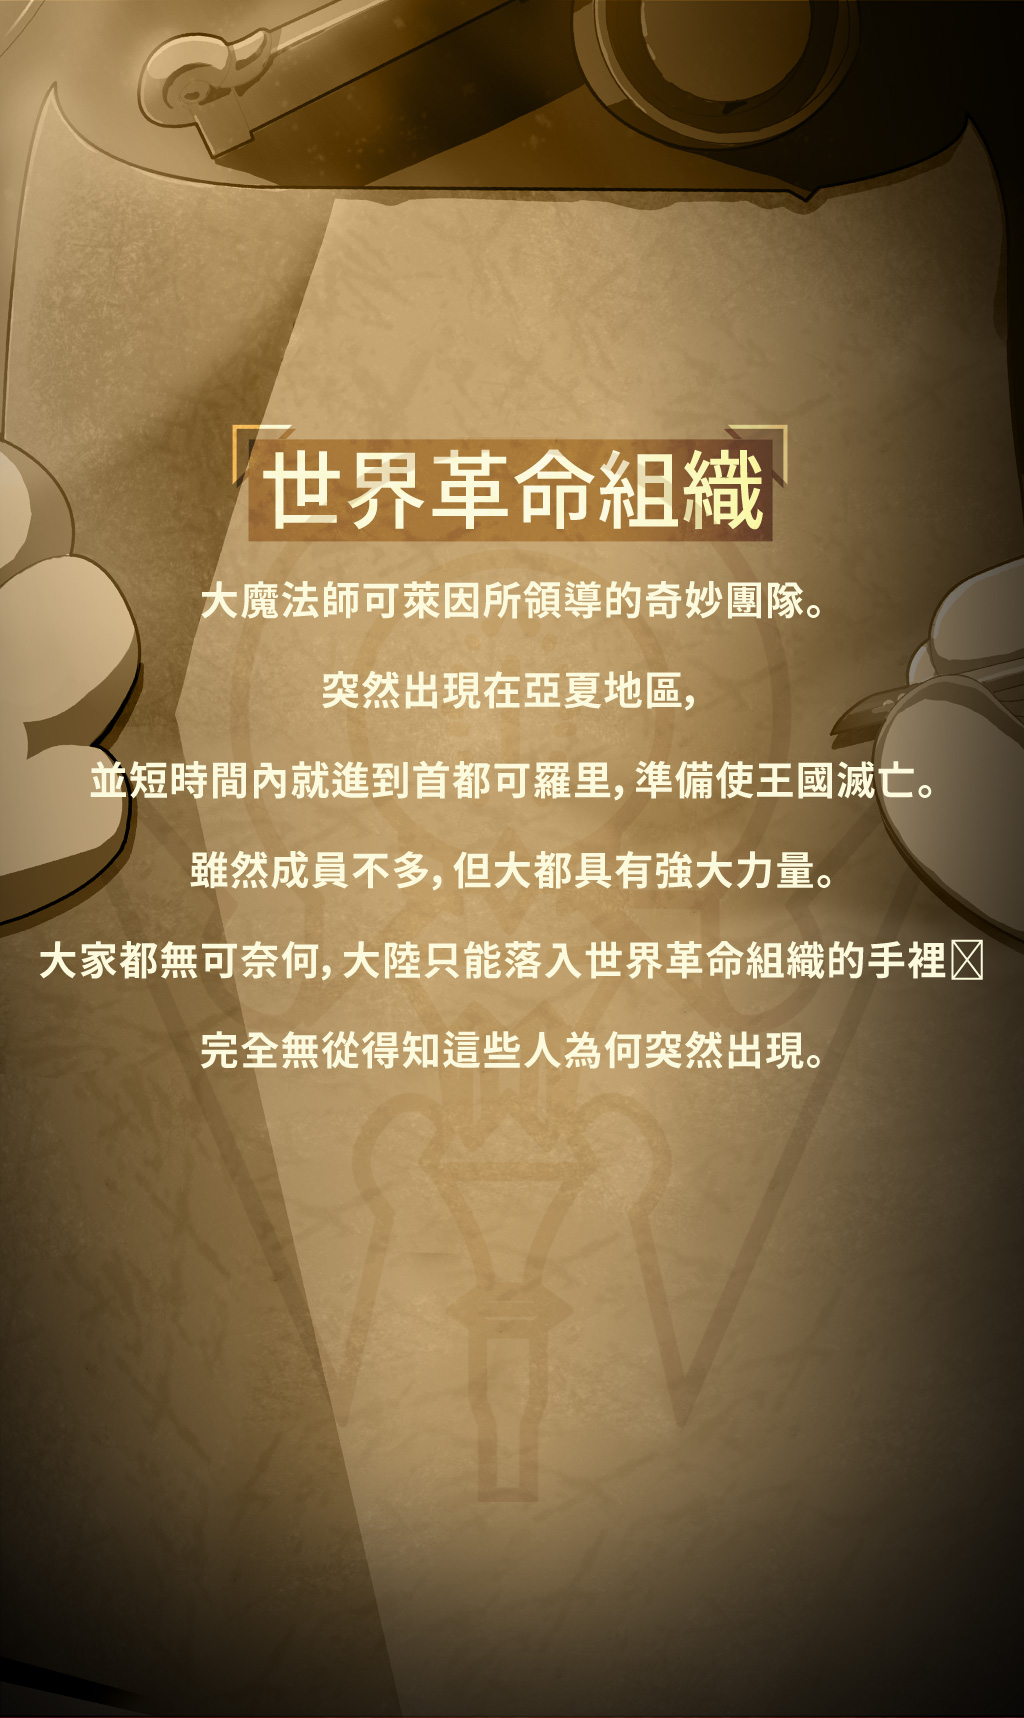 世界革命組織
大魔法師可萊因所領導的奇妙團隊。
突然出現在亞夏地區,
並短時間內就進到首都可羅里, 準備使王國滅亡。
雖然成員不多, 但大都具有強大力量。
大家都無可奈何, 大陸只能落入世界革命組織的手裡
完全無從得知這些人為何突然出現。